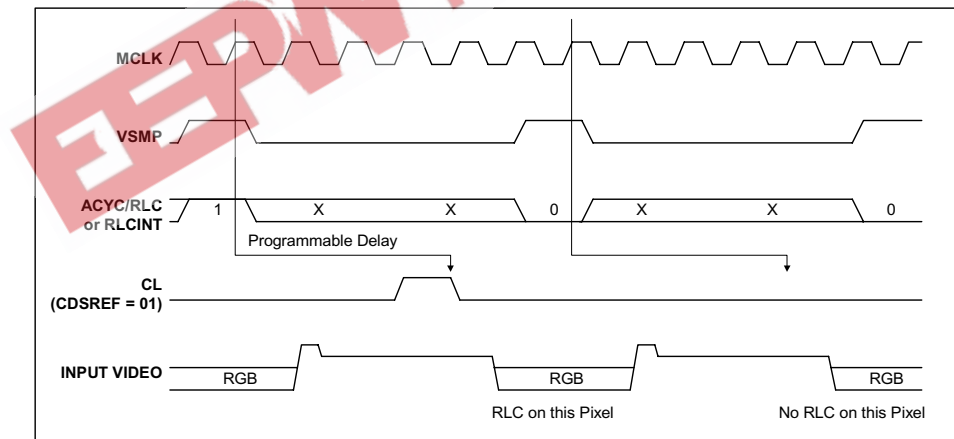 MCLK
VSMP
ACYC/RLC
or RLCINT
1 X X 0 X X 0
Programmable Delay
CL
(CDSREF = 01)
INPUT VIDEO
RGB RGB RGB
RLC on this Pixel No RLC on this Pixel